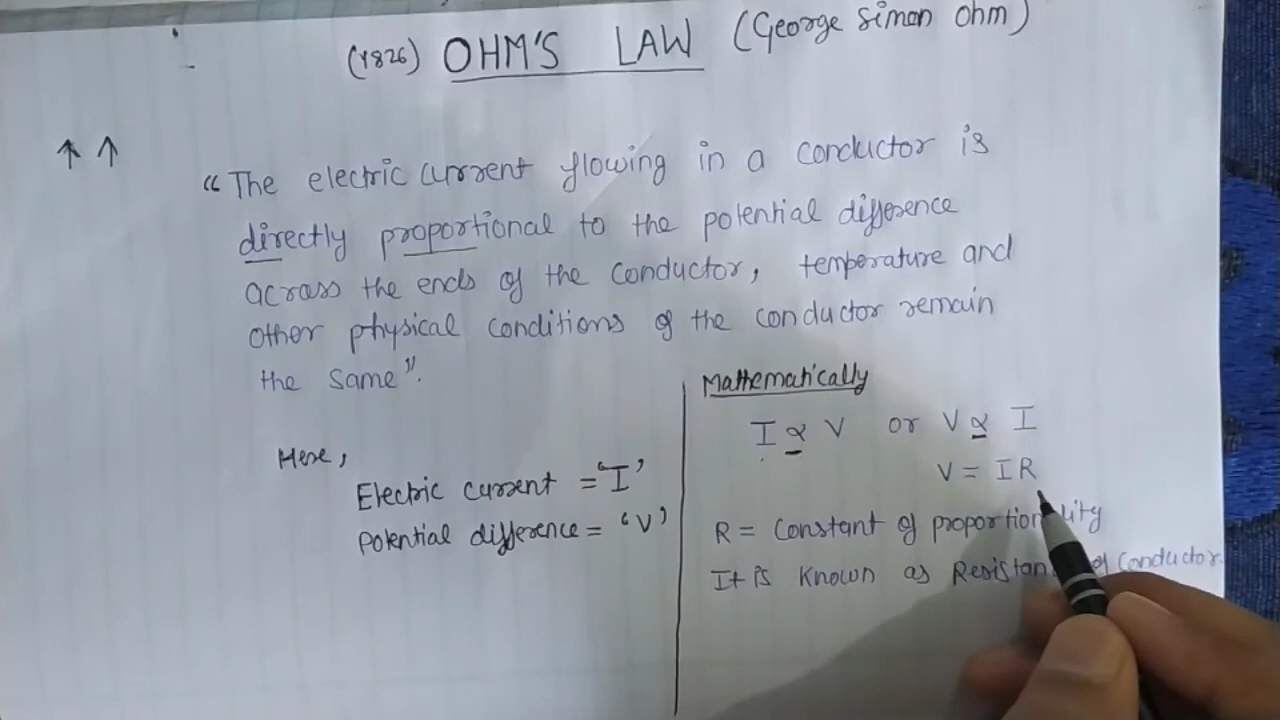 (1826) OHM'S LAW (George Simon Ohm)
↑ ↑
"The electric current flowing in a conductor is
directly proportional to the potential difference
across the ends of the conductor, temperature and
other physical conditions of the conductor remain
the same".
Here,
Electric current = 'I'
Potential difference = 'V'
Mathematically
I ∝ V or V ∝ I
V = IR
R = Constant of proportionality
It is known as Resistance of Conductor.